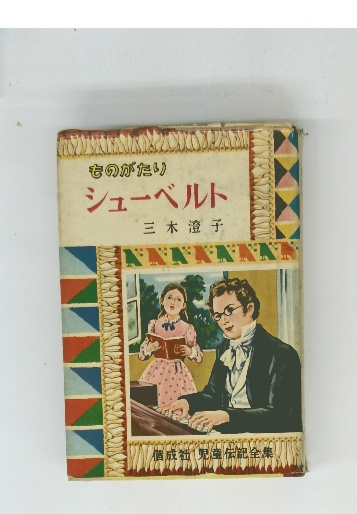 ものがたり
シューベルト
三木澄子
偕成社 児童伝記全集